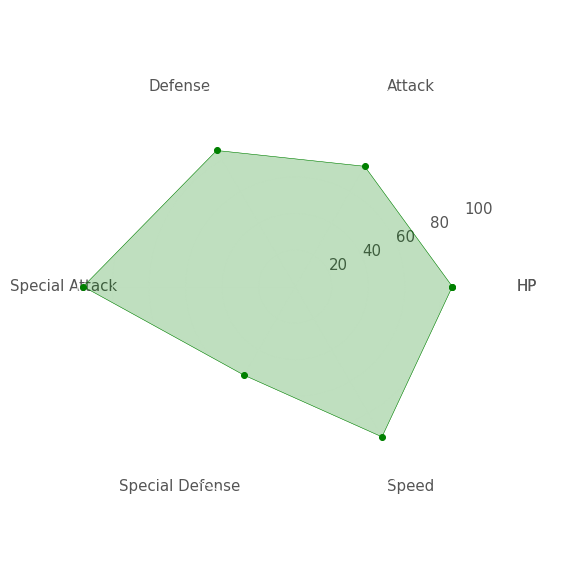 Defense
Attack
100
80
60
40
20
Special Attack
HP
Special Defense
Speed